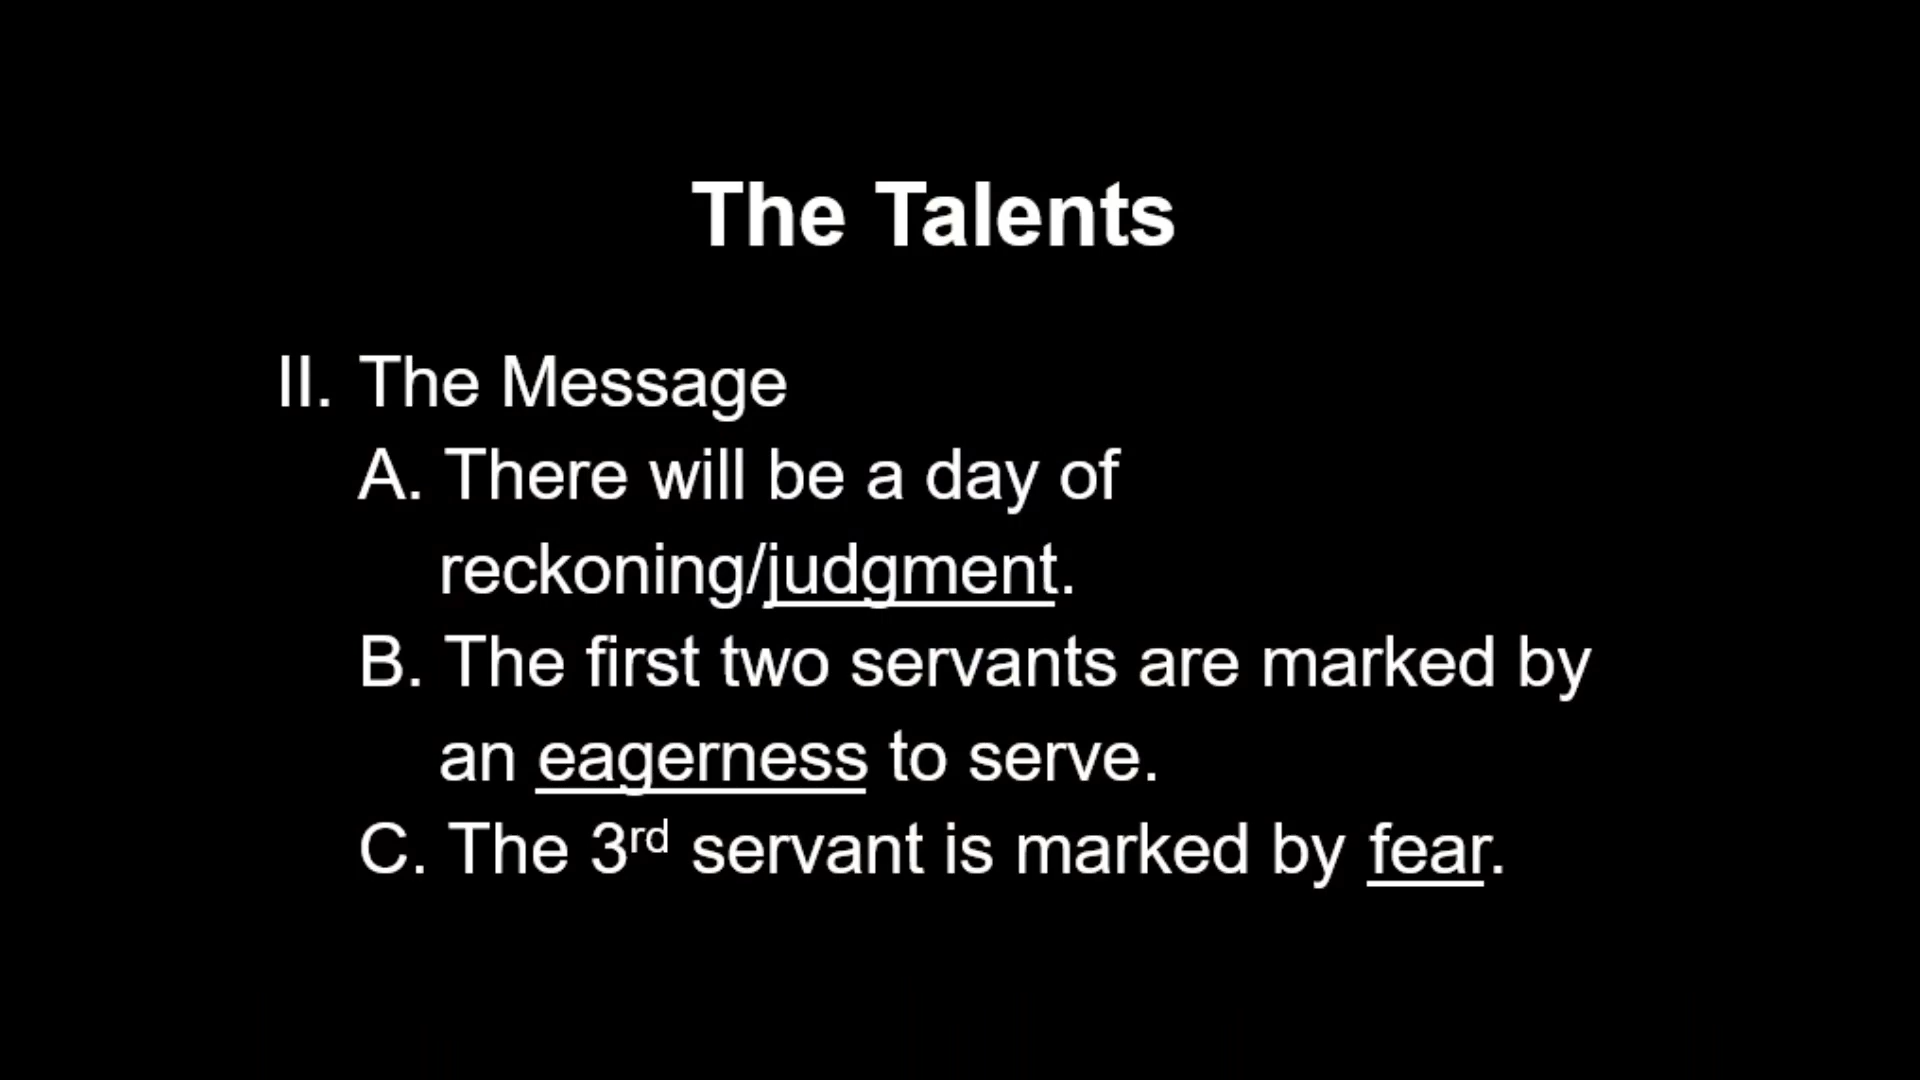 The Talents
II. The Message
A. There will be a day of
reckoning/judgment.
B. The first two servants are marked by
an eagerness to serve.
C. The 3rd servant is marked by fear.